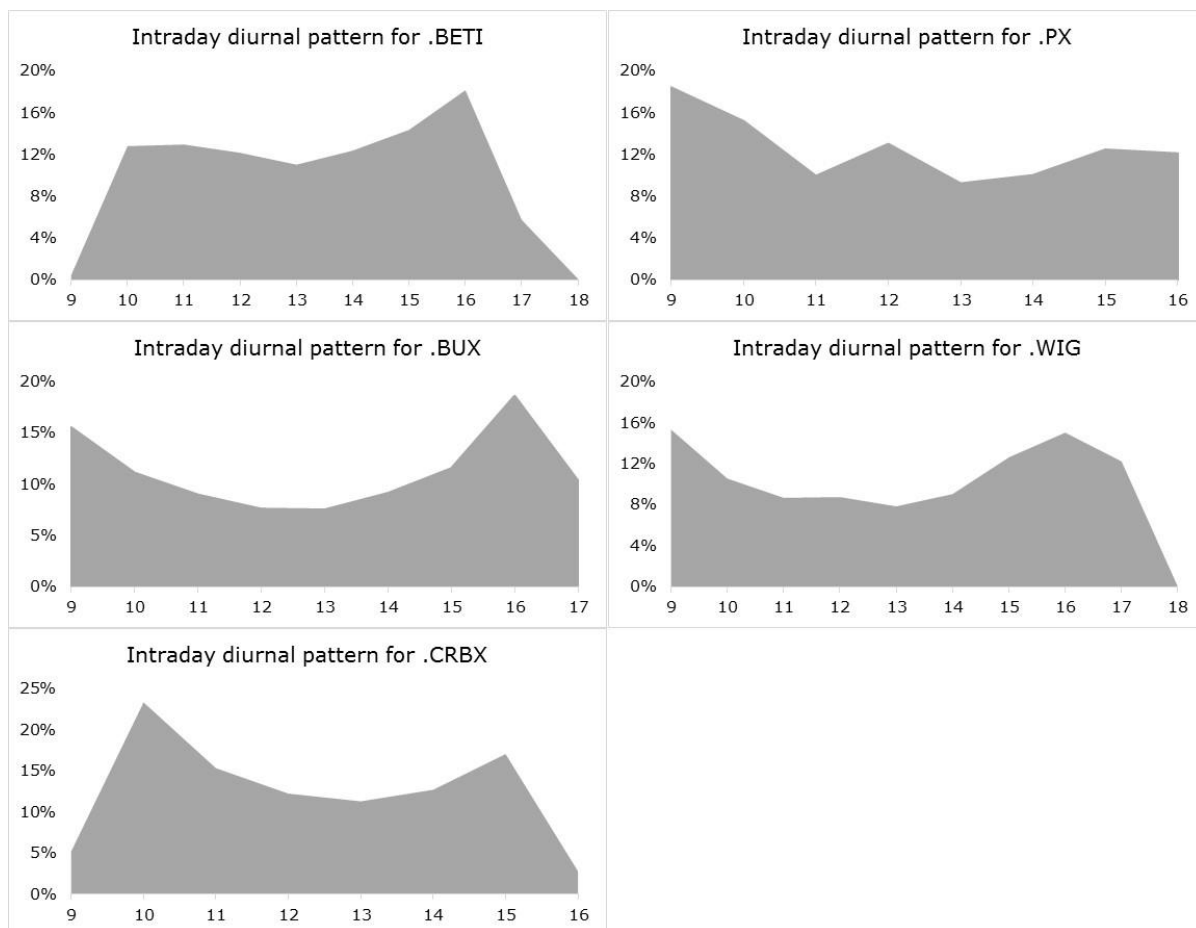 Intraday diurnal pattern for .BETI
20%
16%
12%
8%
4%
0%
9 10 11 12 13 14 15 16 17 18
Intraday diurnal pattern for .PX
20%
16%
12%
8%
4%
0%
9 10 11 12 13 14 15 16
Intraday diurnal pattern for .BUX
20%
15%
10%
5%
0%
9 10 11 12 13 14 15 16 17
Intraday diurnal pattern for .WIG
20%
16%
12%
8%
4%
0%
9 10 11 12 13 14 15 16 17 18
Intraday diurnal pattern for .CRBX
25%
20%
15%
10%
5%
0%
9 10 11 12 13 14 15 16